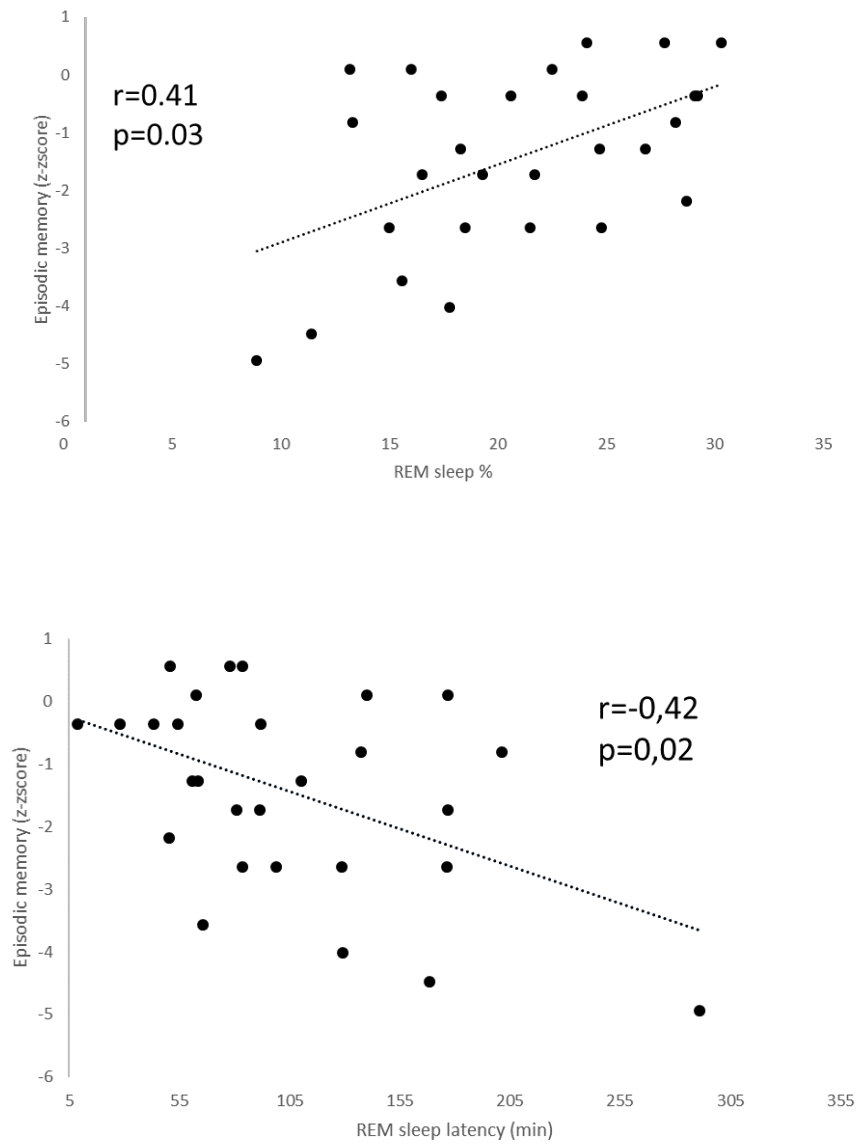 1
0
-1
-2
-3
-4
-5
-6
Episodic memory (z-zscore)
r=0.41
p=0.03
0 5 10 15 20 25 30 35
REM sleep %
1
0
-1
-2
-3
-4
-5
-6
Episodic memory (z-zscore)
r=-0,42
p=0,02
5 55 105 155 205 255 305 355
REM sleep latency (min)